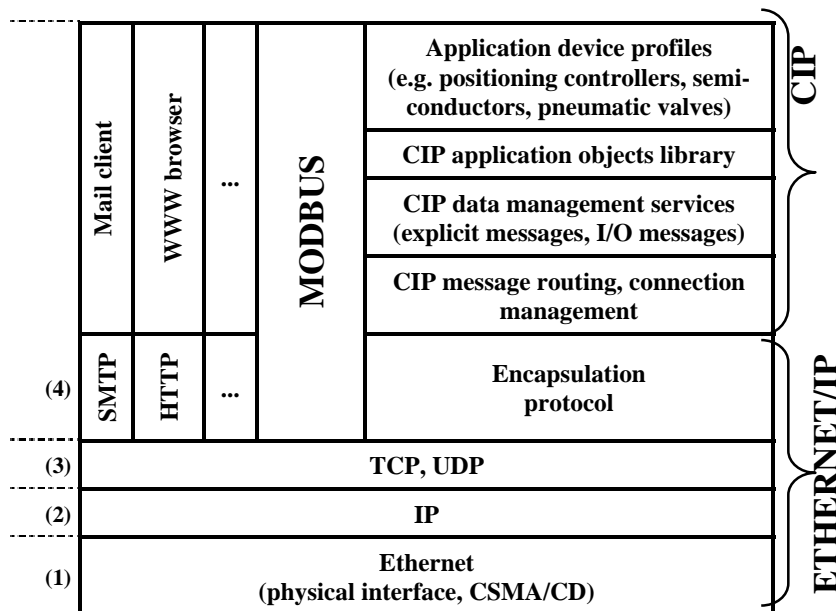 Mail client
WWW browser
...
MODBUS
Application device profiles
(e.g. positioning controllers, semi-
conductors, pneumatic valves)
CIP application objects library
CIP data management services
(explicit messages, I/O messages)
CIP message routing, connection
management
CIP
(4)
SMTP
HTTP
...
Encapsulation
protocol
(3)
TCP, UDP
(2)
IP
(1)
Ethernet
(physical interface, CSMA/CD)
ETHERNET/IP